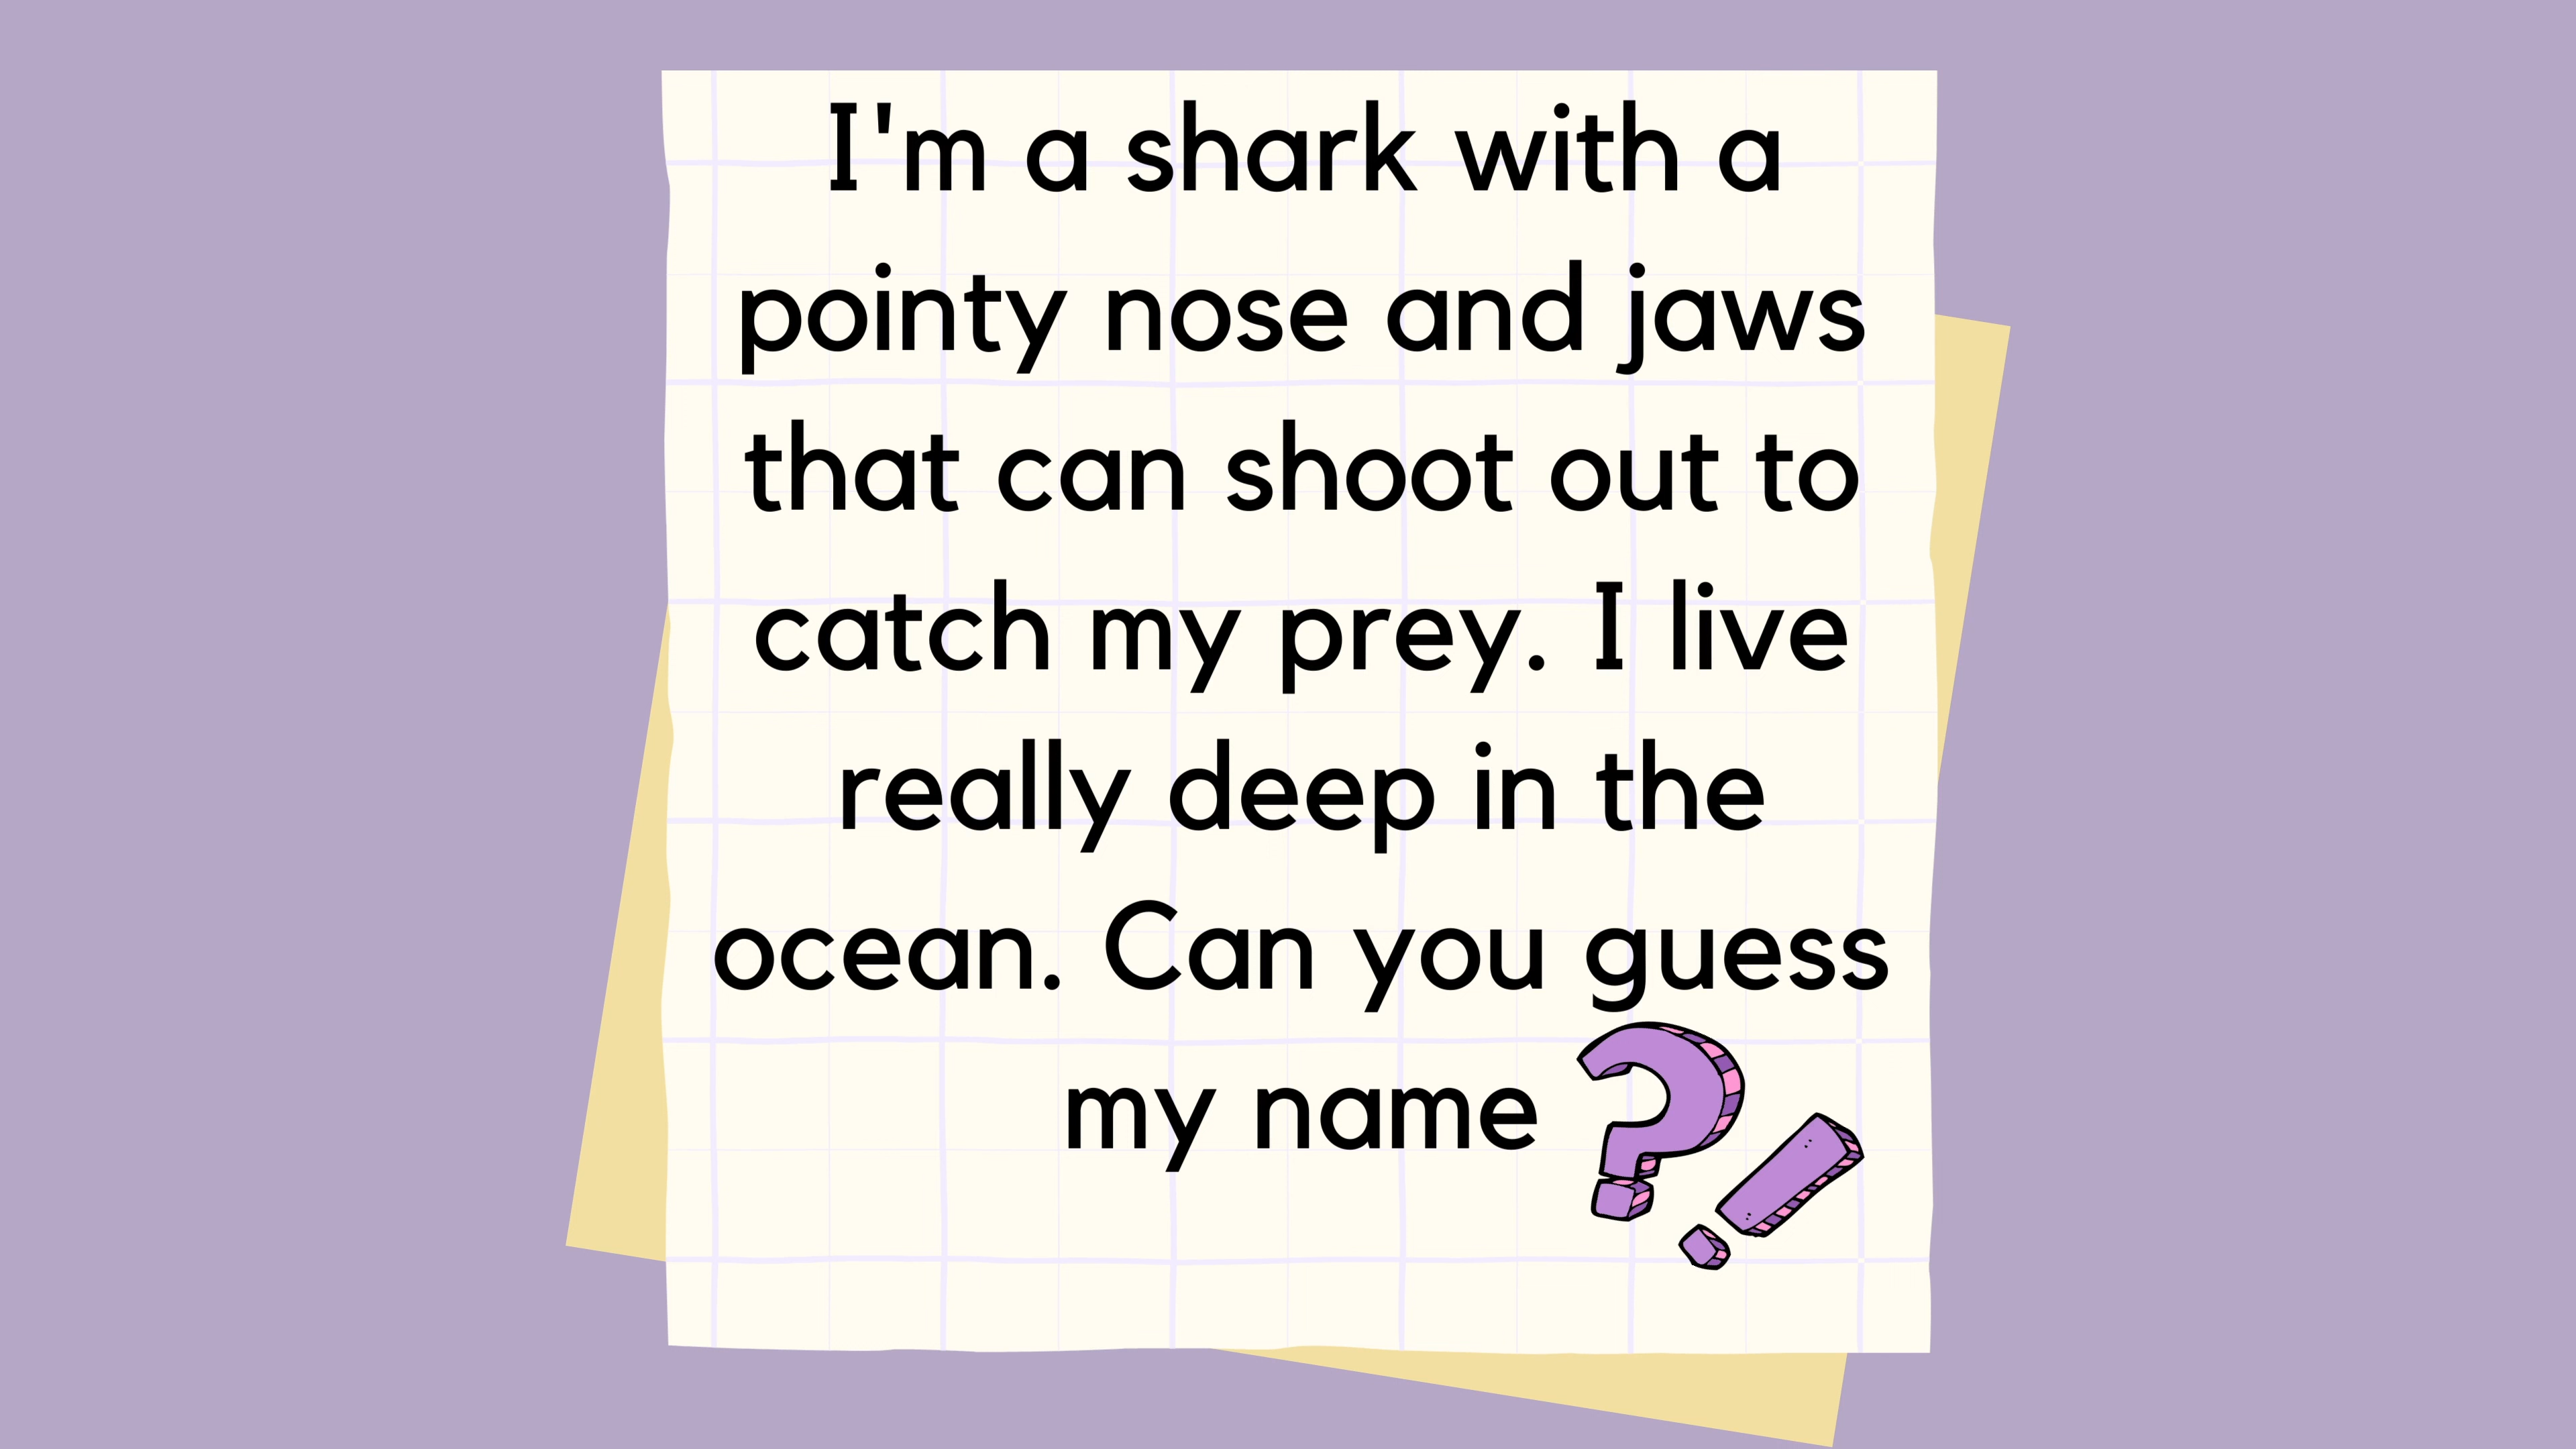 I'm a shark with a
pointy nose and jaws
that can shoot out to
catch my prey. I live
really deep in the
ocean. Can you guess
my name?!